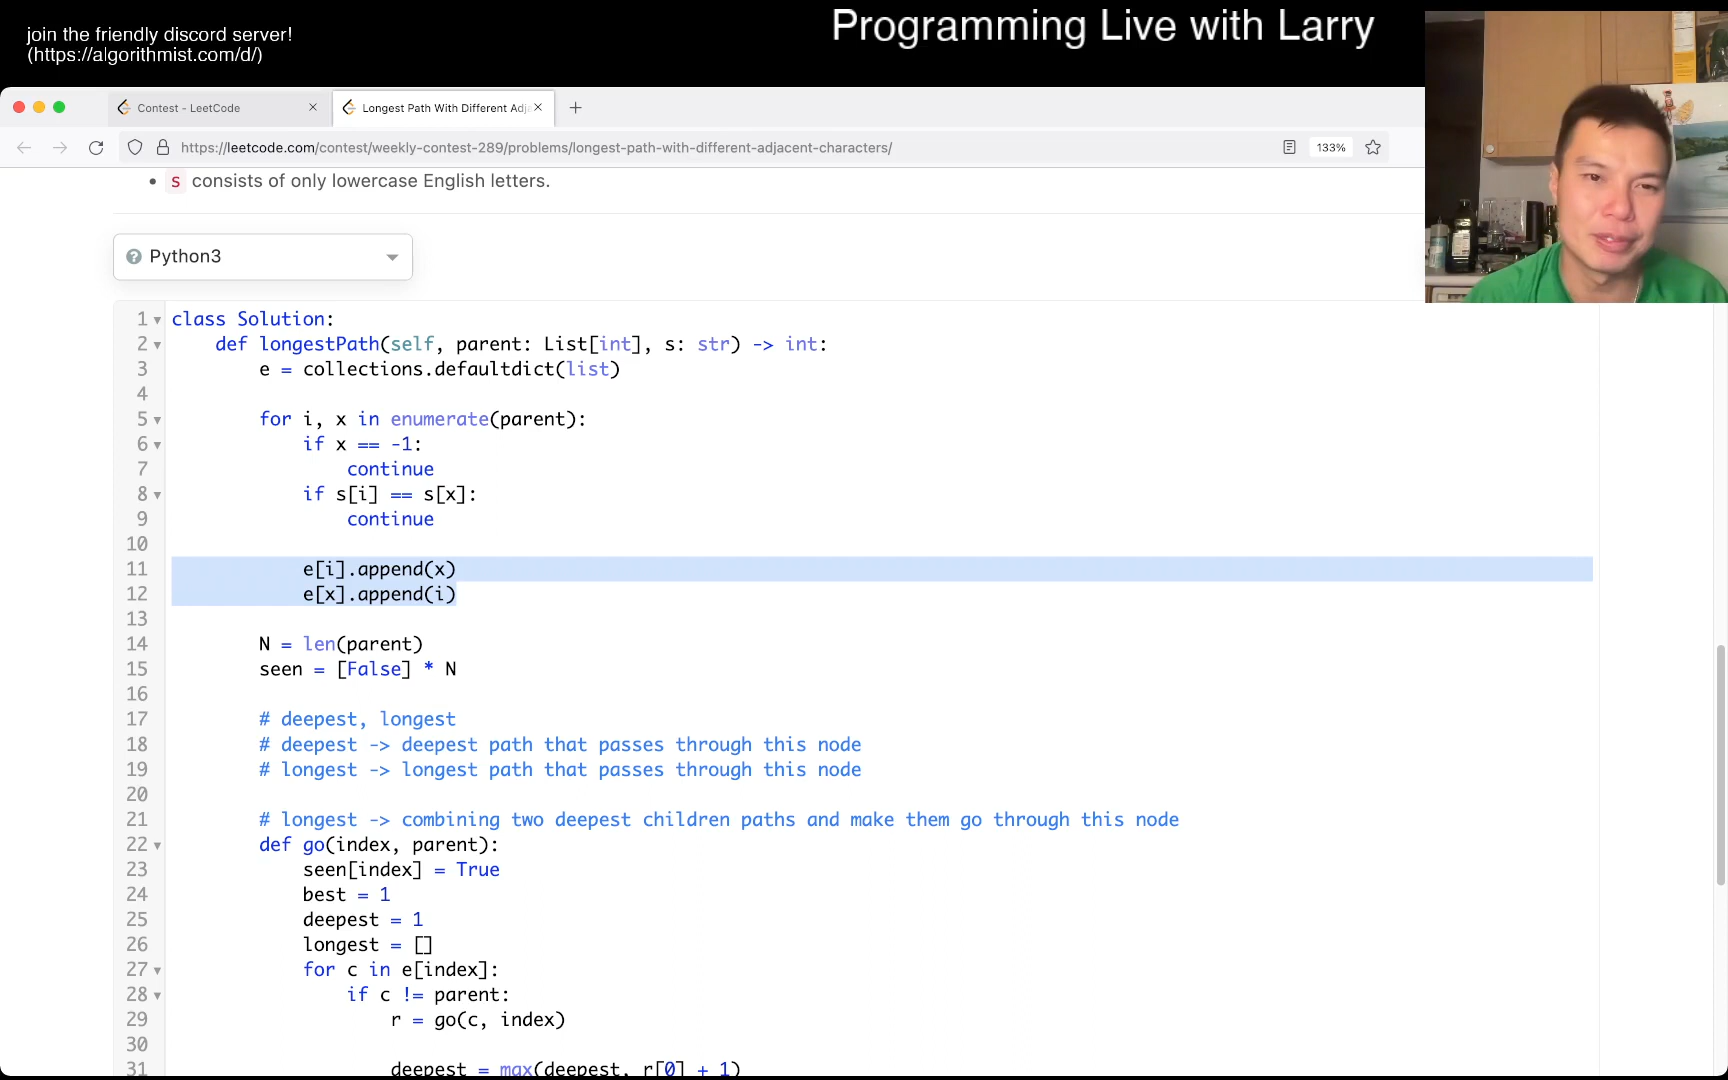 join the friendly discord server!
(https://algorithmist.com/d/)
Programming Live with Larry
Contest - LeetCode
Longest Path With Different Adj
https://leetcode.com/contest/weekly-contest-289/problems/longest-path-with-different-adjacent-characters/
133%
• s consists of only lowercase English letters.
Python3
1 class Solution:
2 def longestPath(self, parent: List[int], s: str) -> int:
3 e = collections.defaultdict(list)
4
5 for i, x in enumerate(parent):
6 if x == -1:
7 continue
8 if s[i] == s[x]:
9 continue
10
11 e[i].append(x)
12 e[x].append(i)
13
14 N = len(parent)
15 seen = [False] * N
16
17 # deepest, longest
18 # deepest -> deepest path that passes through this node
19 # longest -> longest path that passes through this node
20
21 # longest -> combining two deepest children paths and make them go through this node
22 def go(index, parent):
23 seen[index] = True
24 best = 1
25 deepest = 1
26 longest = []
27 for c in e[index]:
28 if c != parent:
29 r = go(c, index)
30
31 deepest = max(deepest, r[0] + 1)